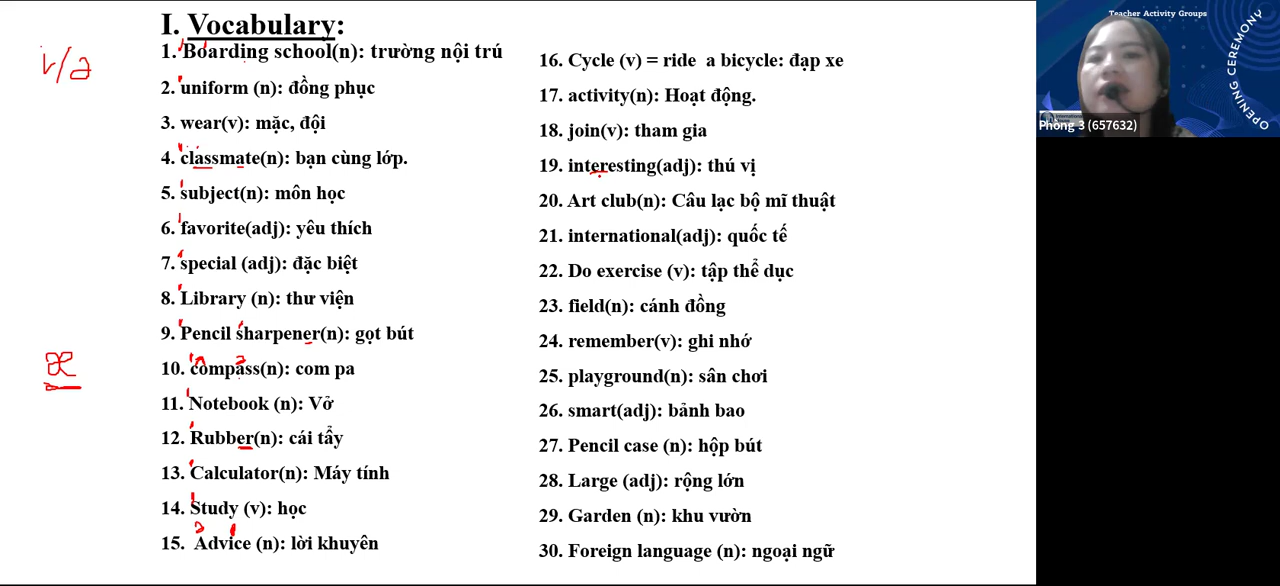 I. Vocabulary:
1. Boarding school(n): trường nội trú
2. uniform (n): đồng phục
3. wear(v): mặc, đội
4. classmate(n): bạn cùng lớp.
5. subject(n): môn học
6. favorite(adj): yêu thích
7. special (adj): đặc biệt
8. Library (n): thư viện
9. Pencil sharpener(n): gọt bút
10. compass(n): com pa
11. Notebook (n): Vở
12. Rubber(n): cái tẩy
13. Calculator(n): Máy tính
14. Study (v): học
15. Advice (n): lời khuyên
16. Cycle (v) = ride a bicycle: đạp xe
17. activity(n): Hoạt động.
18. join(v): tham gia
19. interesting(adj): thú vị
20. Art club(n): Câu lạc bộ mĩ thuật
21. international(adj): quốc tế
22. Do exercise (v): tập thể dục
23. field(n): cánh đồng
24. remember(v): ghi nhớ
25. playground(n): sân chơi
26. smart(adj): bảnh bao
27. Pencil case (n): hộp bút
28. Large (adj): rộng lớn
29. Garden (n): khu vườn
30. Foreign language (n): ngoại ngữ
æ
Teacher Activity Groups
OPENING CEREMONY
Phòng 3 (657632)